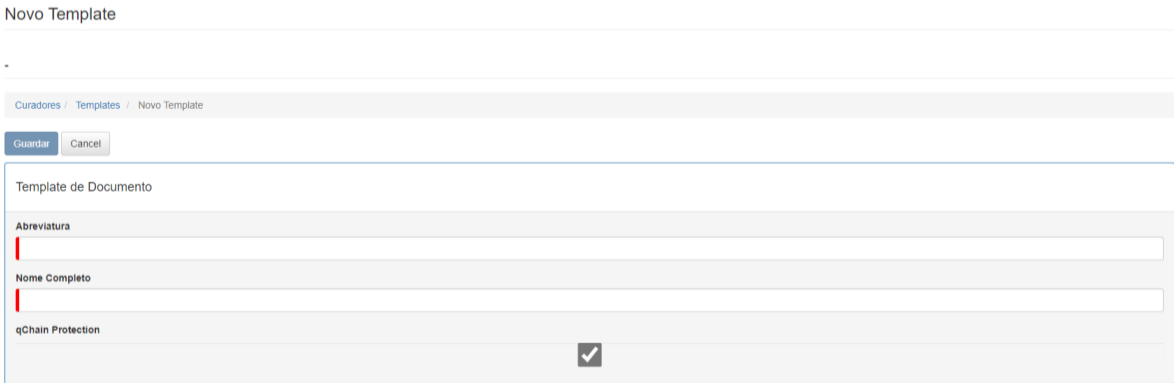 Novo Template
-
Curadores / Templates / Novo Template
Guardar Cancel
Template de Documento
Abreviatura
Nome Completo
qChain Protection